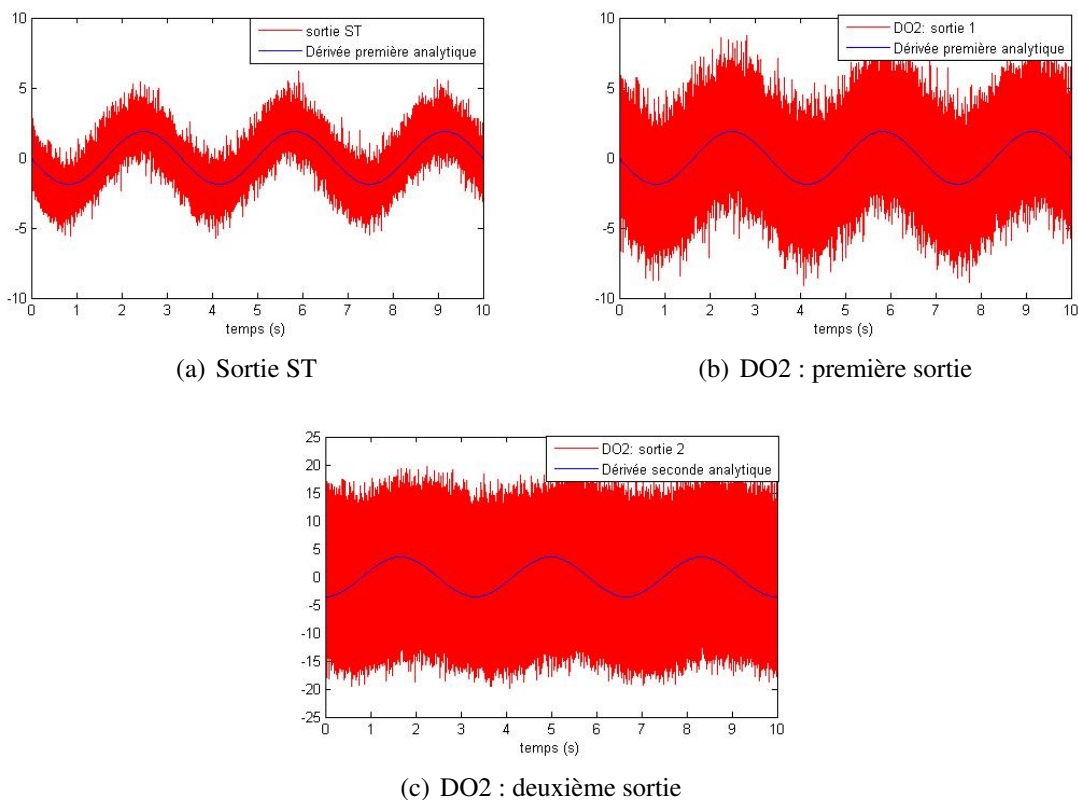 10
5
0
-5
-10
sortie ST
Dérivée première analytique
0 1 2 3 4 5 6 7 8 9 10
temps (s)
(a) Sortie ST
10
5
0
-5
-10
DO2: sortie 1
Dérivée première analytique
0 1 2 3 4 5 6 7 8 9 10
temps (s)
(b) DO2 : première sortie
25
20
15
10
5
0
-5
-10
-15
-20
-25
DO2: sortie 2
Dérivée seconde analytique
0 1 2 3 4 5 6 7 8 9 10
temps (s)
(c) DO2 : deuxième sortie